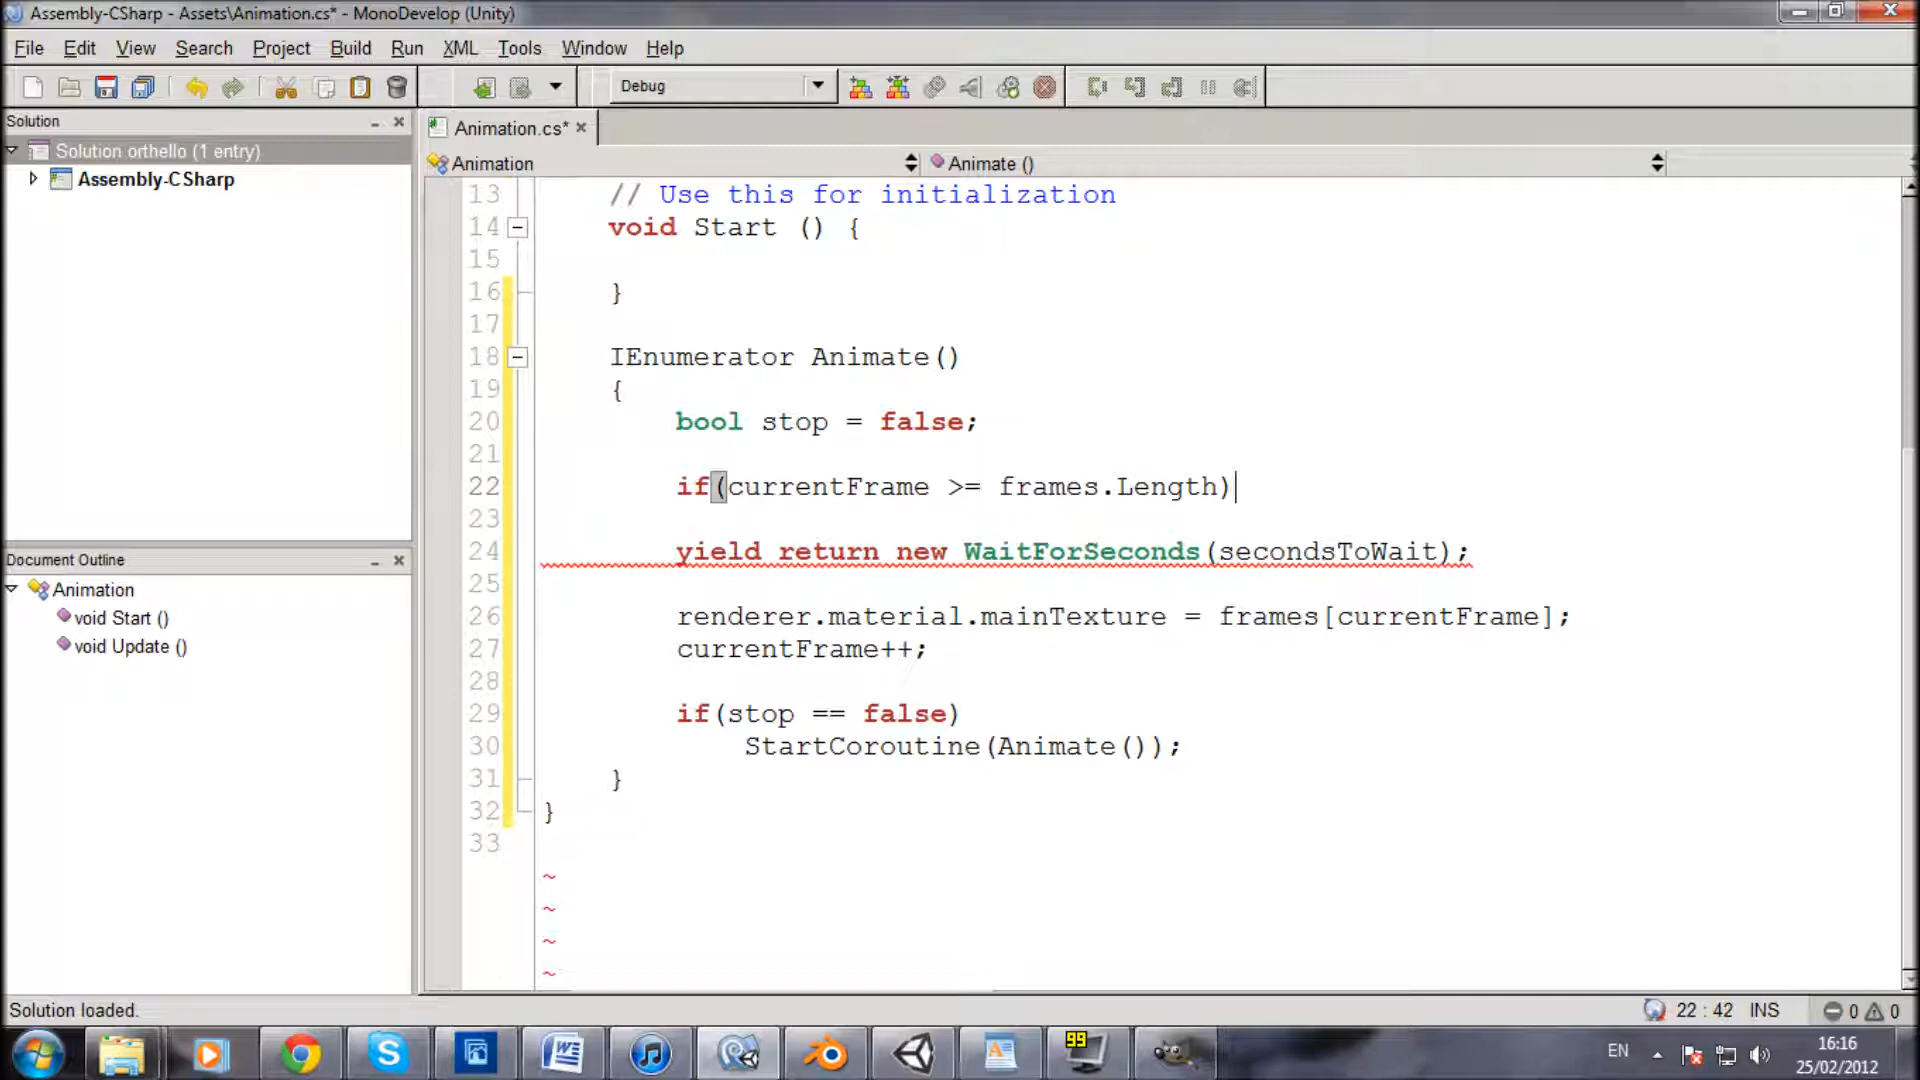 Assembly-CSharp - Assets\Animation.cs* - MonoDevelop (Unity)
File Edit View Search Project Build Run XML Tools Window Help
Debug
Solution
Solution orthello (1 entry)
Assembly-CSharp
Document Outline
Animation
void Start ()
void Update ()
Animation.cs*
Animation
Animate ()
13 // Use this for initialization
14 void Start () {
15
16 }
17
18 IEnumerator Animate()
19 {
20 bool stop = false;
21
22 if(currentFrame >= frames.Length)
23
24 yield return new WaitForSeconds(secondsToWait);
25
26 renderer.material.mainTexture = frames[currentFrame];
27 currentFrame++;
28
29 if(stop == false)
30 StartCoroutine(Animate());
31 }
32 }
33
~
~
~
~
Solution loaded.
22 : 42 INS
0 0
99
EN
16:16
25/02/2012